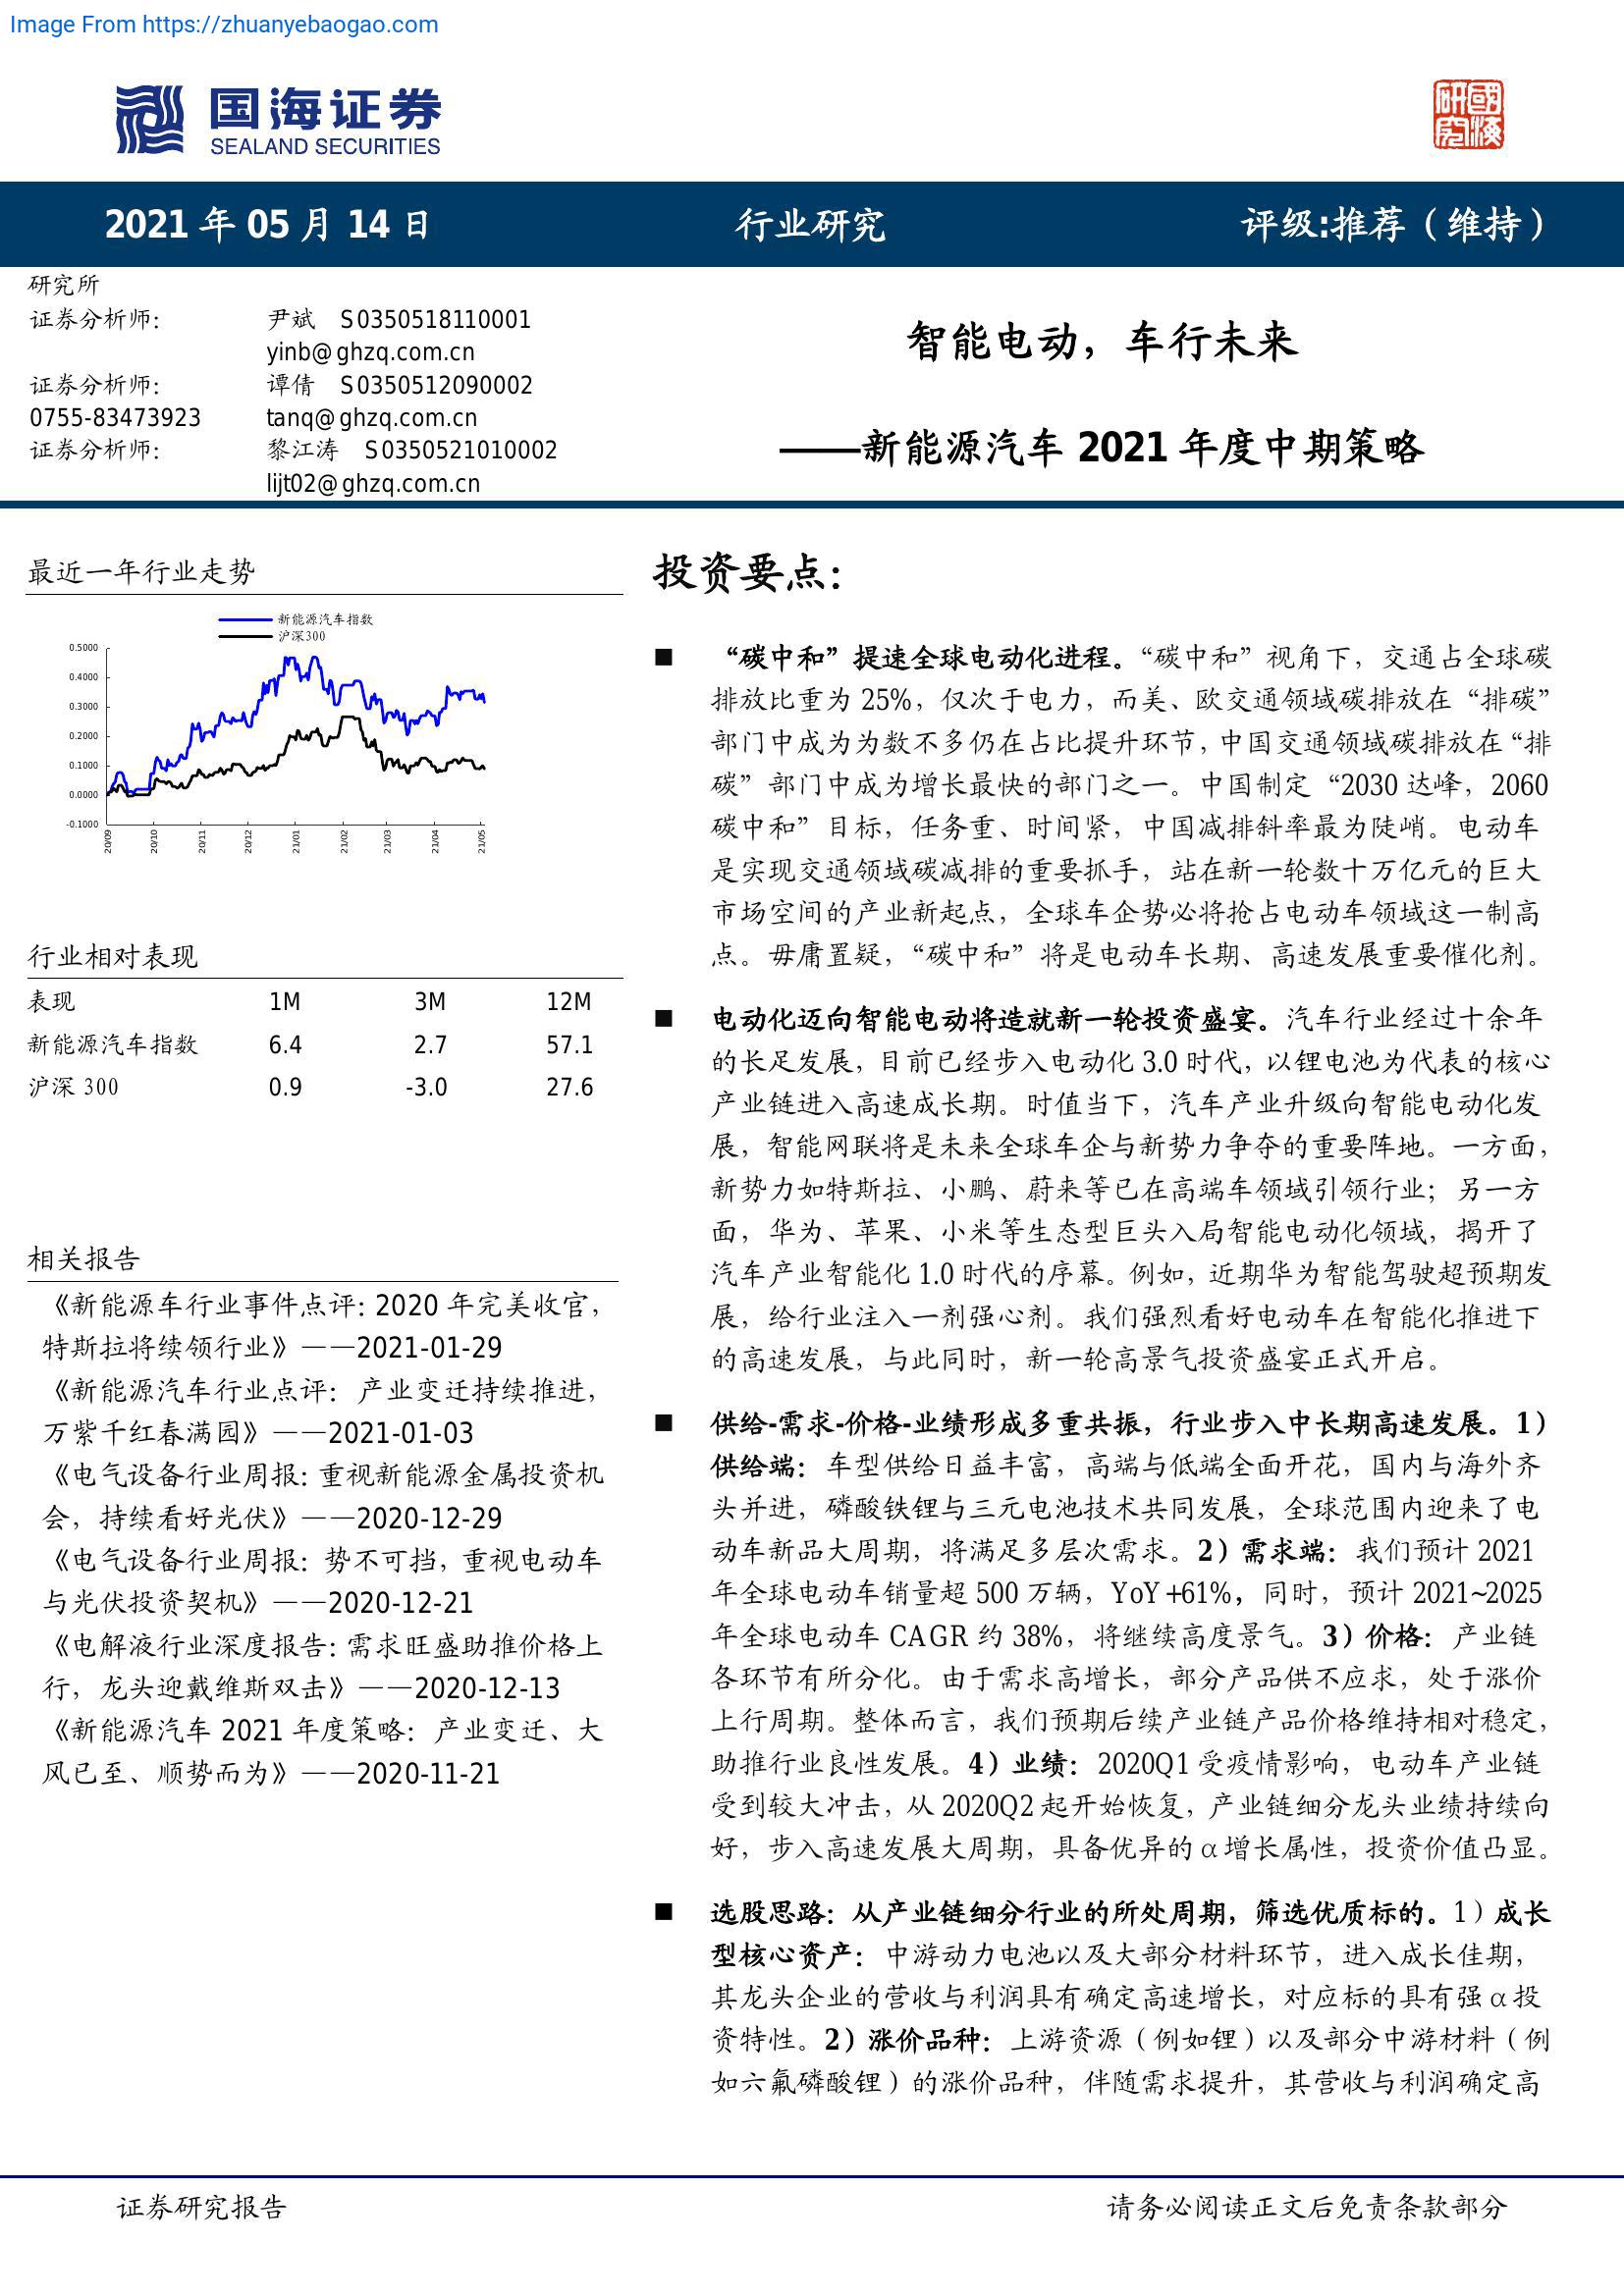 Image From https://zhuanyebaogao.com
国海证券
SEALAND SECURITIES
研國
究海
2021 年 05 月 14 日
行业研究
评级:推荐（维持）
研究所
证券分析师: 尹斌 S0350518110001
yinb@ghzq.com.cn
证券分析师: 谭倩 S0350512090002
0755-83473923 tanq@ghzq.com.cn
证券分析师: 黎江涛 S0350521010002
lijt02@ghzq.com.cn
智能电动，车行未来
——新能源汽车 2021 年度中期策略
最近一年行业走势
新能源汽车指数
沪深300
0.5000
0.4000
0.3000
0.2000
0.1000
0.0000
-0.1000
20/09 20/10 20/11 20/12 21/01 21/02 21/03 21/04 21/05
行业相对表现
表现 1M 3M 12M
新能源汽车指数 6.4 2.7 57.1
沪深 300 0.9 -3.0 27.6
相关报告
《新能源车行业事件点评: 2020 年完美收官，
特斯拉将续领行业》——2021-01-29
《新能源汽车行业点评: 产业变迁持续推进，
万紫千红春满园》——2021-01-03
《电气设备行业周报: 重视新能源金属投资机
会，持续看好光伏》——2020-12-29
《电气设备行业周报: 势不可挡，重视电动车
与光伏投资契机》——2020-12-21
《电解液行业深度报告: 需求旺盛助推价格上
行，龙头迎戴维斯双击》——2020-12-13
《新能源汽车 2021 年度策略: 产业变迁、大
风已至、顺势而为》——2020-11-21
投资要点:
■ “碳中和”提速全球电动化进程。“碳中和”视角下，交通占全球碳
排放比重为 25%，仅次于电力，而美、欧交通领域碳排放在“排碳”
部门中成为为数不多仍在占比提升环节，中国交通领域碳排放在“排
碳”部门中成为增长最快的部门之一。中国制定“2030 达峰，2060
碳中和”目标，任务重、时间紧，中国减排斜率最为陡峭。电动车
是实现交通领域碳减排的重要抓手，站在新一轮数十万亿元的巨大
市场空间的产业新起点，全球车企势必将抢占电动车领域这一制高
点。毋庸置疑，“碳中和”将是电动车长期、高速发展重要催化剂。
■ 电动化迈向智能电动将造就新一轮投资盛宴。汽车行业经过十余年
的长足发展，目前已经步入电动化 3.0 时代，以锂电池为代表的核心
产业链进入高速成长期。时值当下，汽车产业升级向智能电动化发
展，智能网联将是未来全球车企与新势力争夺的重要阵地。一方面，
新势力如特斯拉、小鹏、蔚来等已在高端车领域引领行业；另一方
面，华为、苹果、小米等生态型巨头入局智能电动化领域，揭开了
汽车产业智能化 1.0 时代的序幕。例如，近期华为智能驾驶超预期发
展，给行业注入一剂强心剂。我们强烈看好电动车在智能化推进下
的高速发展，与此同时，新一轮高景气投资盛宴正式开启。
■ 供给-需求-价格-业绩形成多重共振，行业步入中长期高速发展。1）
供给端：车型供给日益丰富，高端与低端全面开花，国内与海外齐
头并进，磷酸铁锂与三元电池技术共同发展，全球范围内迎来了电
动车新品大周期，将满足多层次需求。2）需求端：我们预计 2021
年全球电动车销量超 500 万辆，YoY+61%，同时，预计 2021~2025
年全球电动车 CAGR 约 38%，将继续高度景气。3）价格：产业链
各环节有所分化。由于需求高增长，部分产品供不应求，处于涨价
上行周期。整体而言，我们预期后续产业链产品价格维持相对稳定，
助推行业良性发展。4）业绩：2020Q1 受疫情影响，电动车产业链
受到较大冲击，从 2020Q2 起开始恢复，产业链细分龙头业绩持续向
好，步入高速发展大周期，具备优异的 α 增长属性，投资价值凸显。
■ 选股思路：从产业链细分行业的所处周期，筛选优质标的。1）成长
型核心资产：中游动力电池以及大部分材料环节，进入成长佳期，
其龙头企业的营收与利润具有确定高速增长，对应标的具有强 α 投
资特性。2）涨价品种：上游资源（例如锂）以及部分中游材料（例
如六氟磷酸锂）的涨价品种，伴随需求提升，其营收与利润确定高
证券研究报告
请务必阅读正文后免责条款部分